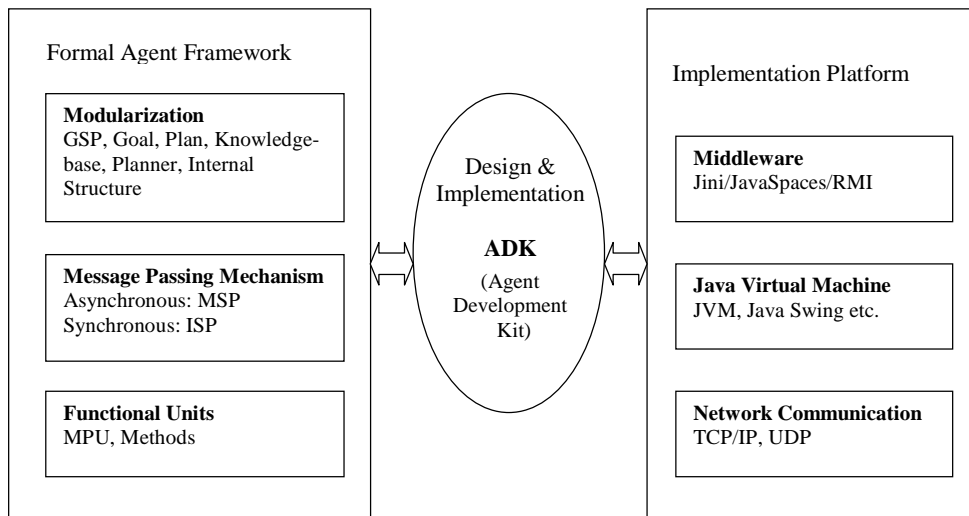 Formal Agent Framework
Modularization
GSP, Goal, Plan, Knowledge-
base, Planner, Internal
Structure
Message Passing Mechanism
Asynchronous: MSP
Synchronous: ISP
Functional Units
MPU, Methods
Design &
Implementation
ADK
(Agent
Development
Kit)
Implementation Platform
Middleware
Jini/JavaSpaces/RMI
Java Virtual Machine
JVM, Java Swing etc.
Network Communication
TCP/IP, UDP